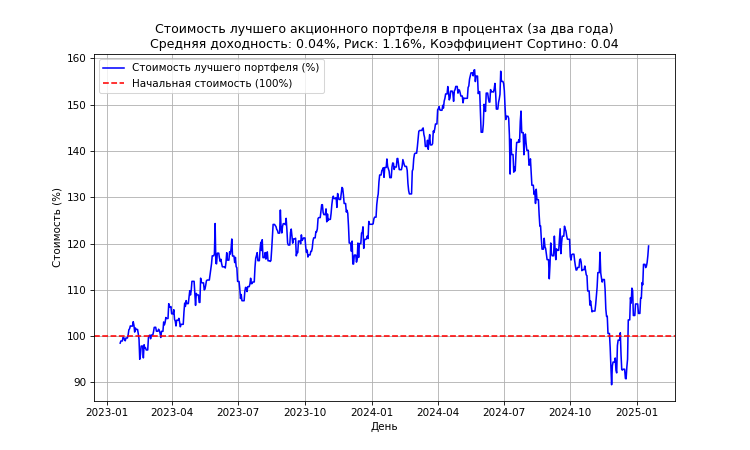 Стоимость лучшего акционного портфеля в процентах (за два года)
Средняя доходность: 0.04%, Риск: 1.16%, Коэффициент Сортино: 0.04
Стоимость лучшего портфеля (%)
Начальная стоимость (100%)
Стоимость (%)
160
150
140
130
120
110
100
90
2023-01 2023-04 2023-07 2023-10 2024-01 2024-04 2024-07 2024-10 2025-01
День